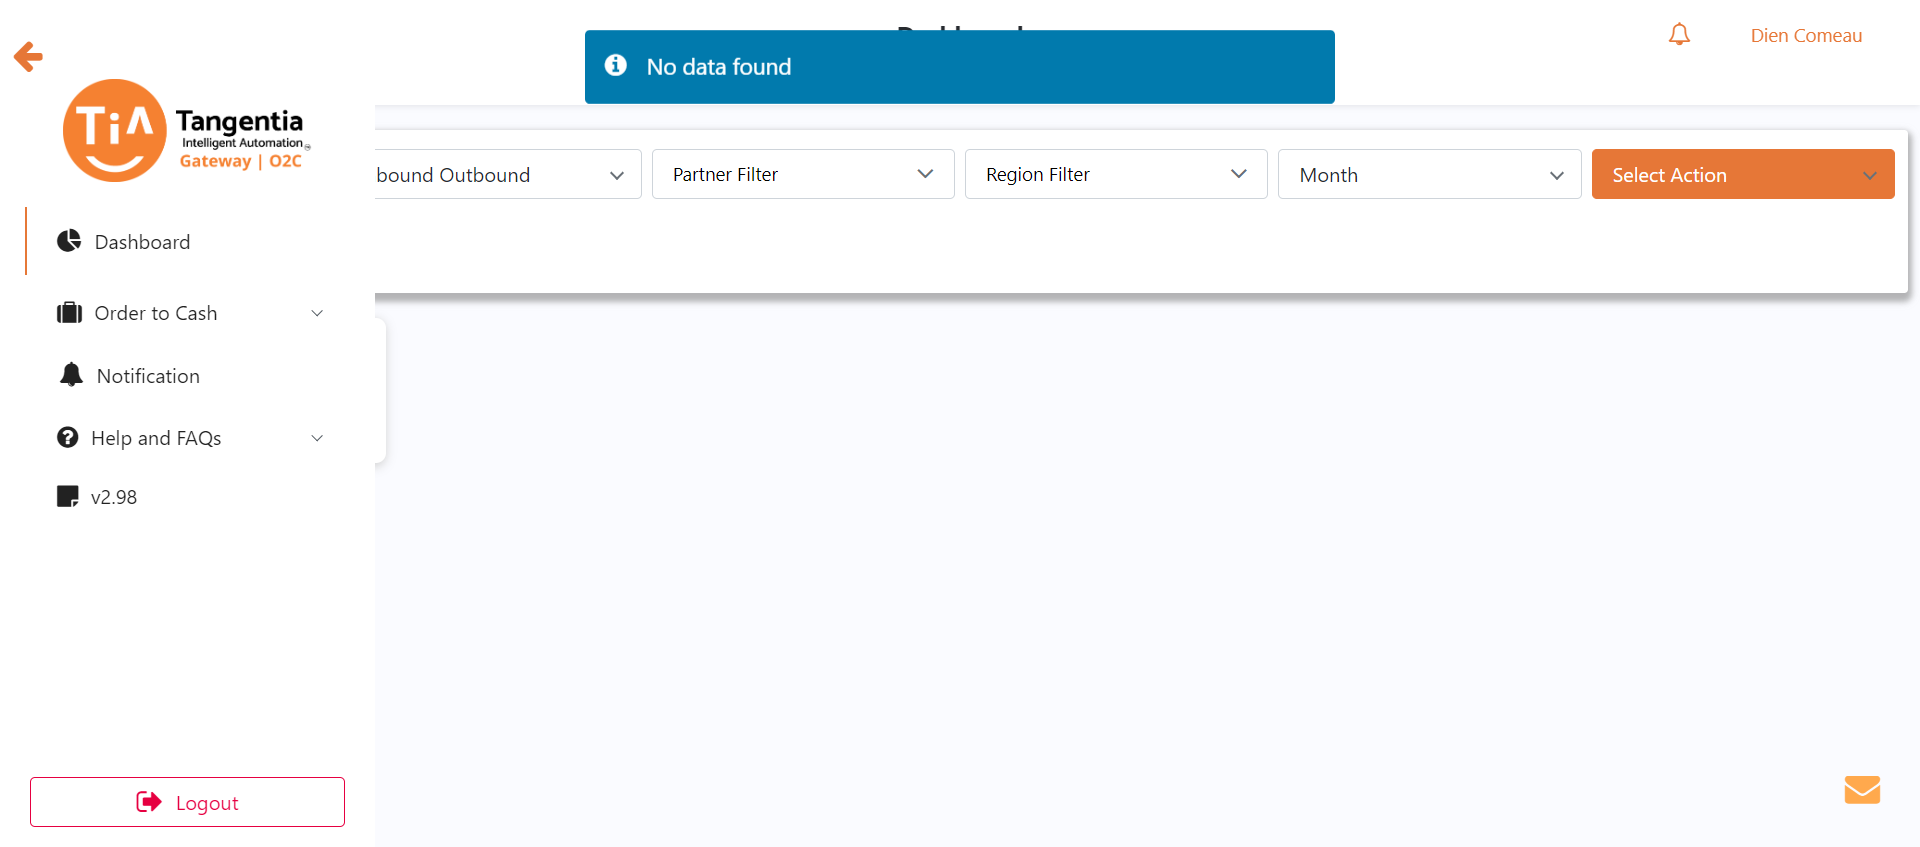 No data found
Dien Comeau
TiA Tangentia
Intelligent Automation
Gateway | O2C
bound Outbound
Partner Filter
Region Filter
Month
Select Action
Dashboard
Order to Cash
Notification
Help and FAQs
v2.98
Logout